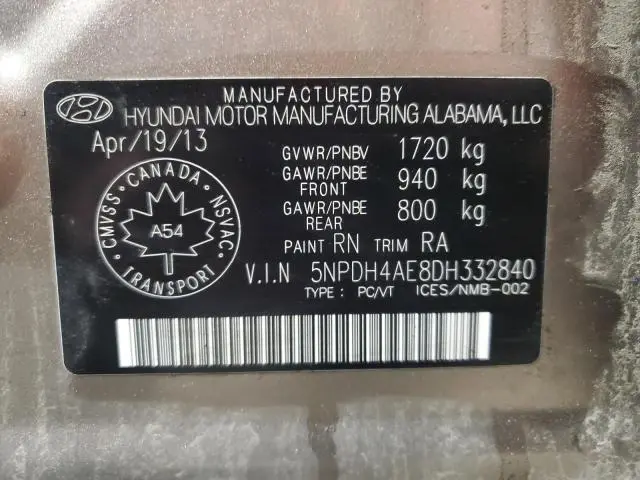 MANUFACTURED BY
HYUNDAI MOTOR MANUFACTURING ALABAMA, LLC
Apr/19/13
GVWR/PNBV 1720 kg
GAWR/PNBE FRONT 940 kg
GAWR/PNBE REAR 800 kg
PAINT RN TRIM RA
CMVSS CANADA NSVAC
A54
TRANSPORT
V.I.N 5NPDH4AE8DH332840
TYPE : PC/VT ICES/NMB-002